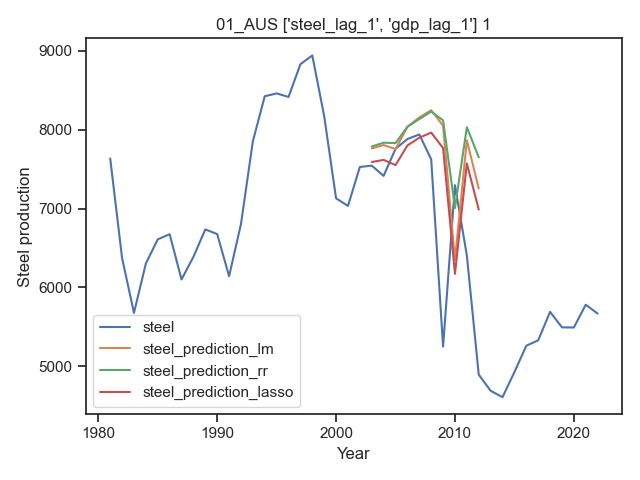 01_AUS ['steel_lag_1', 'gdp_lag_1'] 1
9000
8000
7000
6000
5000
Steel production
steel
steel_prediction_lm
steel_prediction_rr
steel_prediction_lasso
1980
1990
2000
2010
2020
Year